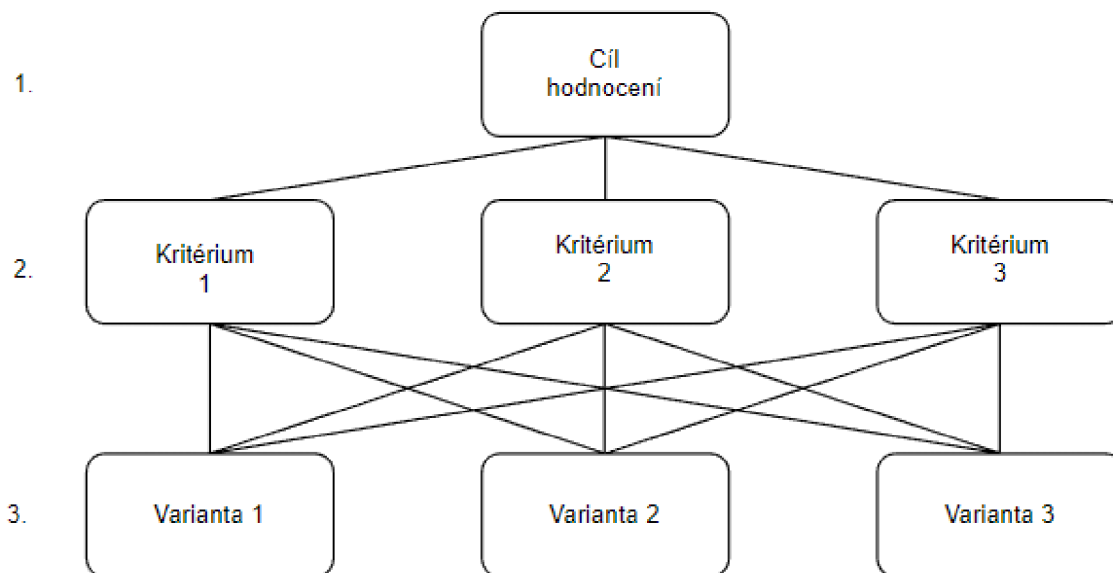 1.
Cíl
hodnocení
2.
Kritérium
1
Kritérium
2
Kritérium
3
3.
Varianta 1
Varianta 2
Varianta 3